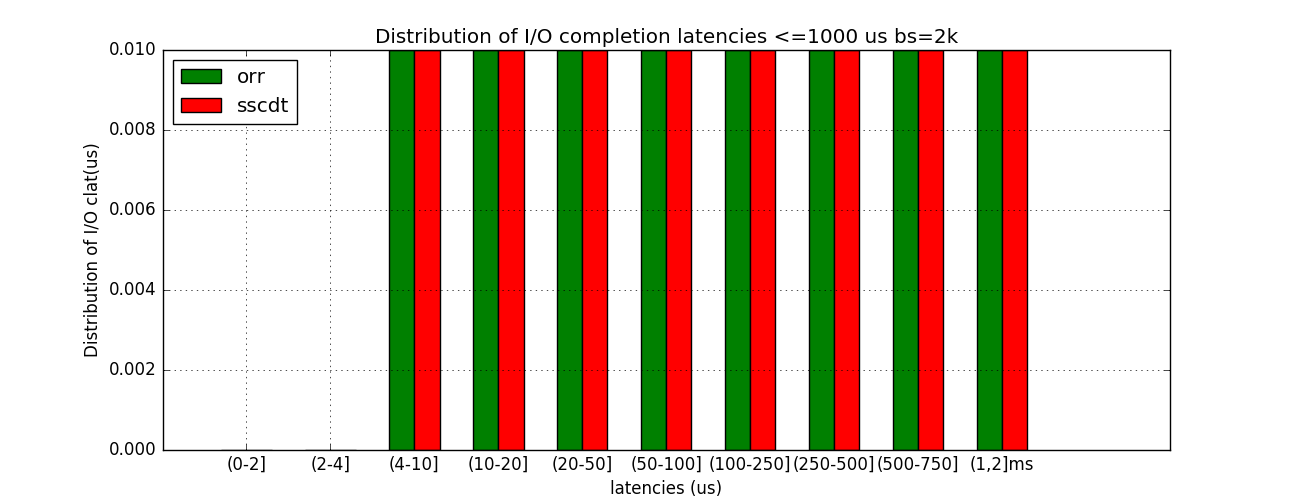 Distribution of I/O completion latencies <=1000 us bs=2k
orr
sscdt
Distribution of I/O clat(us)
0.010
0.008
0.006
0.004
0.002
0.000
(0-2] (2-4] (4-10] (10-20] (20-50] (50-100] (100-250] (250-500] (500-750] (1,2]ms
latencies (us)